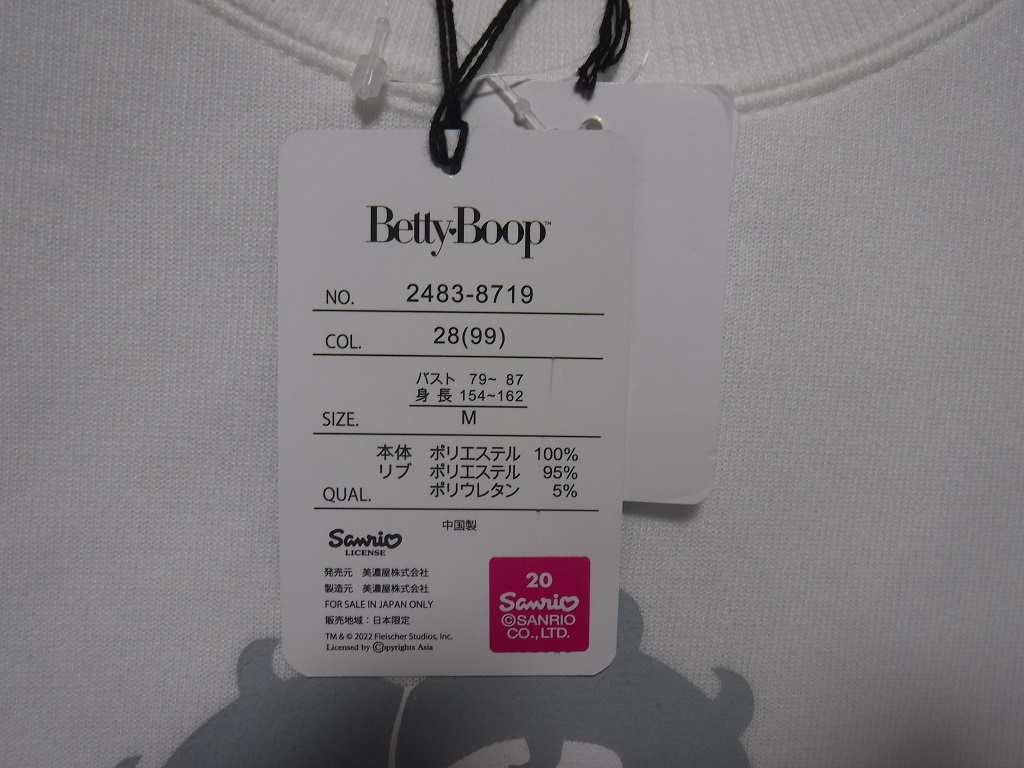 Betty Boop™
NO. 2483-8719
COL. 28(99)
バスト 79~ 87
身 長 154~162
SIZE. M
本体 ポリエステル 100%
リブ ポリエステル 95%
QUAL. ポリウレタン 5%
中国製
Sanrio
LICENSE
発売元 美濃屋株式会社
製造元 美濃屋株式会社
FOR SALE IN JAPAN ONLY
販売地域：日本限定
TM & © 2022 Fleischer Studios, Inc.
Licensed by Copyrights Asia
20
Sanrio
©SANRIO
CO., LTD.